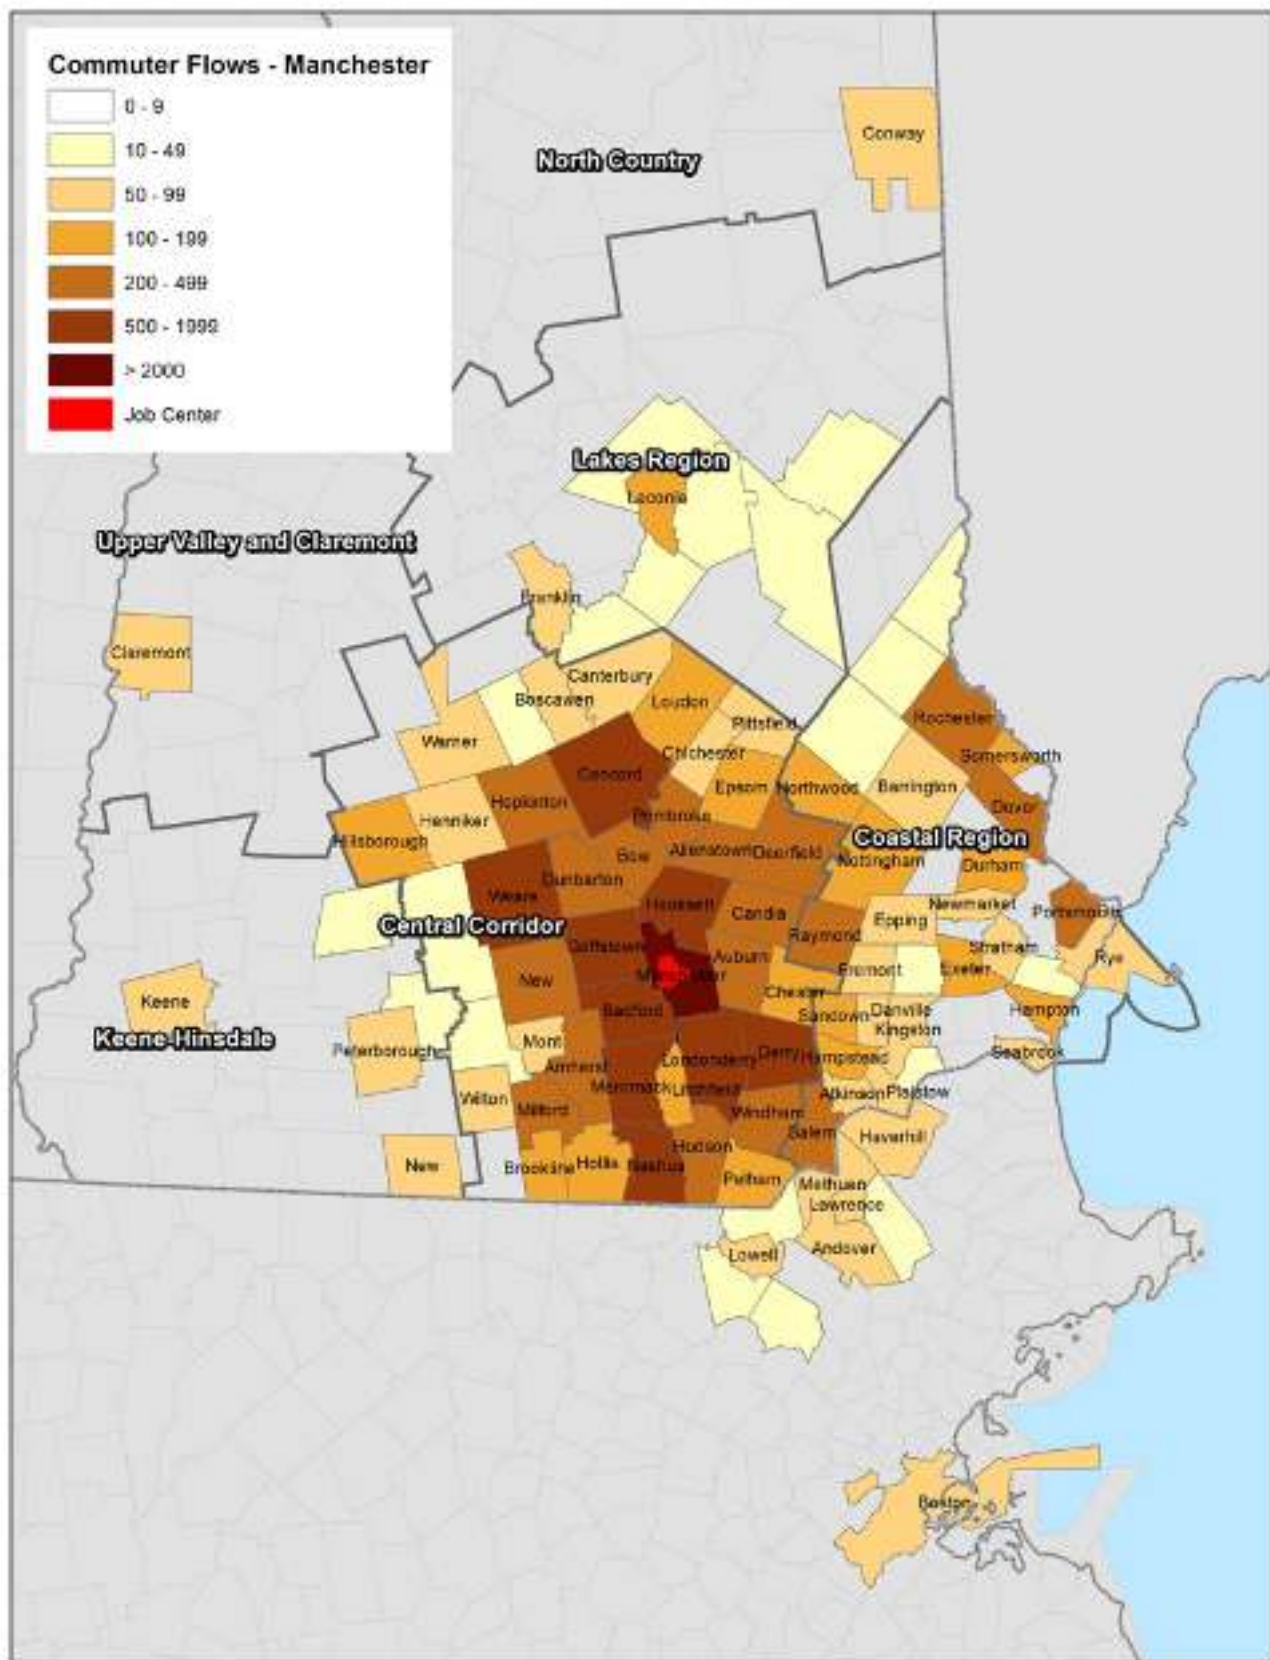 Commuter Flows - Manchester
0 - 9
10 - 49
50 - 99
100 - 199
200 - 499
500 - 1999
> 2000
Job Center
Conway
North Country
Lakes Region
Laconia
Upper Valley and Claremont
Franklin
Claremont
Canterbury
Boscawen
Loudon
Pittsfield
Rochester
Warner
Chichester
Somersworth
Concord
Epsom
Northwood
Barrington
Hopkinton
Dover
Henniker
Pembroke
Hillsborough
Coastal Region
Bow
Allenstown
Deerfield
Nottingham
Durham
Dunbarton
Weare
Hooksett
Newmarket
Candia
Portsmouth
Central Corridor
Epping
Raymond
Goffstown
Stratham
Auburn
Rye
Manchester
Fremont
Exeter
New
Chester
Keene
Bedford
Sandown
Danville
Hampton
Kingston
Keene-Hinsdale
Mont
Peterborough
Seabrook
Londonderry
Derry
Hampstead
Amherst
Merrimack
Litchfield
Atkinson
Plaistow
Wilton
Milford
Windham
Salem
Haverhill
Hudson
New
Brookline
Hollis
Nashua
Pelham
Methuen
Lawrence
Lowell
Andover
Boston